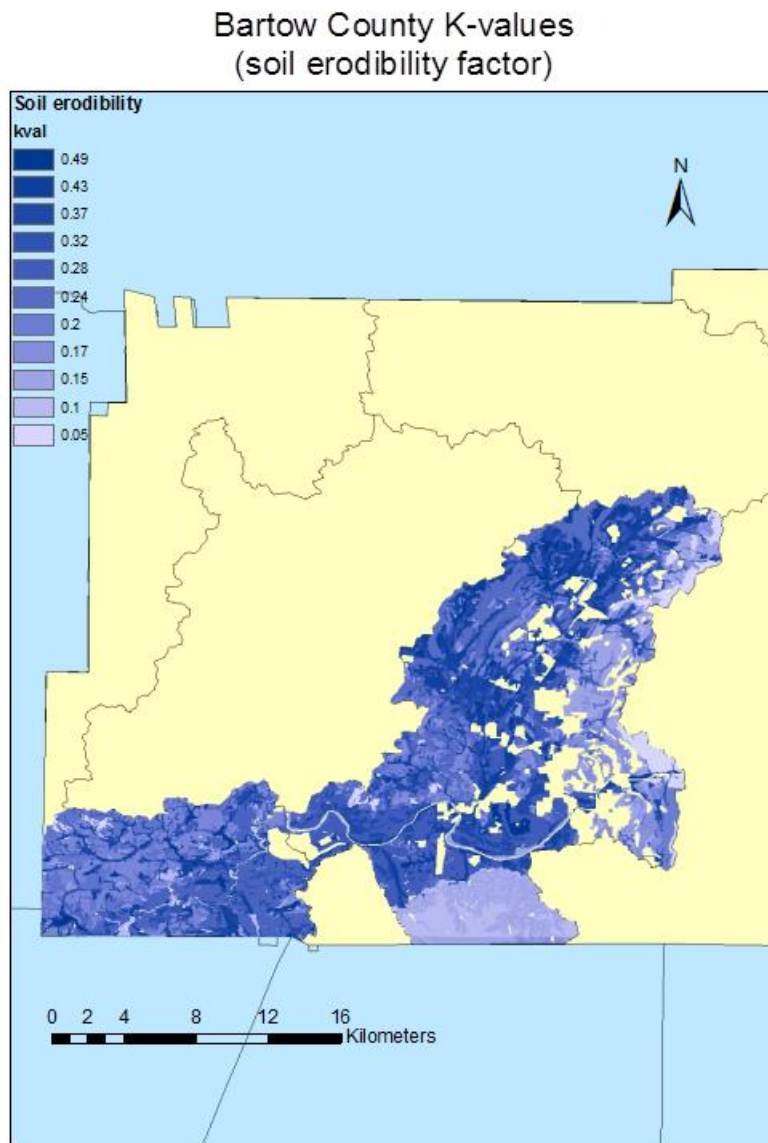 Bartow County K-values
(soil erodibility factor)
Soil erodibility
kval
0.49
0.43
0.37
0.32
0.28
0.24
0.2
0.17
0.15
0.1
0.05
N
0 2 4 8 12 16
Kilometers